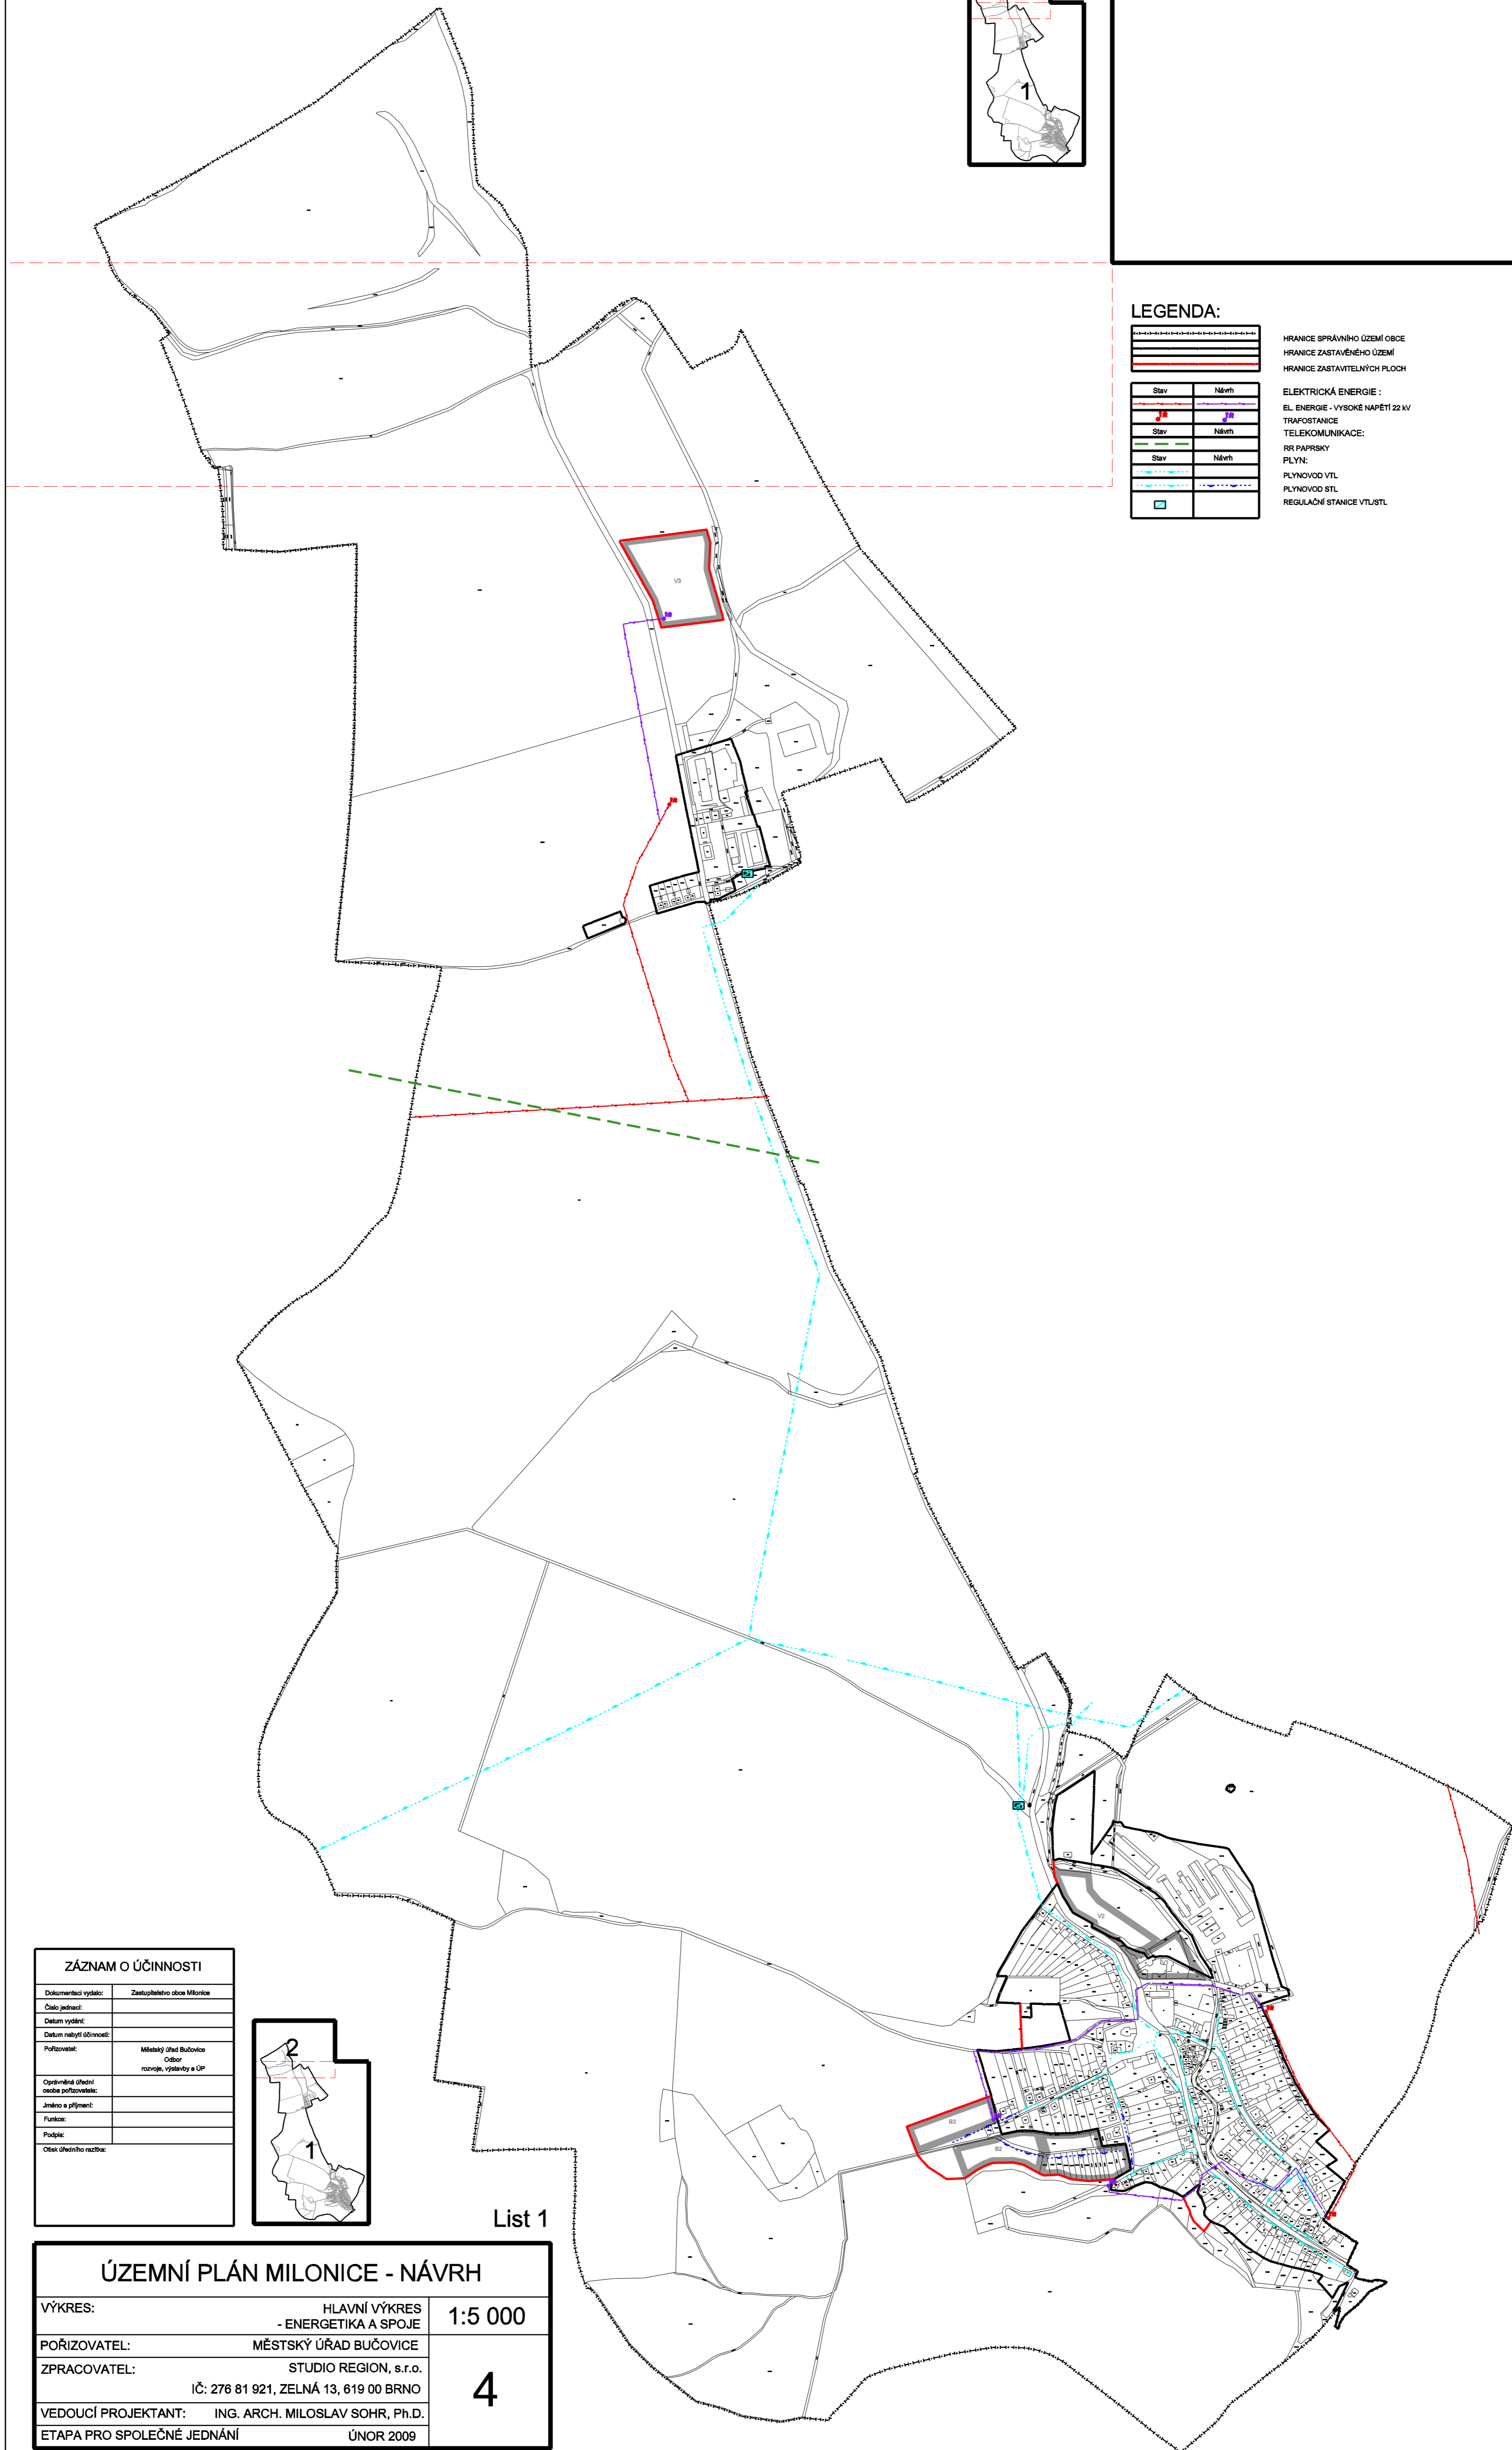 1
LEGENDA:
HRANICE SPRÁVNÍHO ÚZEMÍ OBCE
HRANICE ZASTAVĚNÉHO ÚZEMÍ
HRANICE ZASTAVITELNÝCH PLOCH
Stav Návrh ELEKTRICKÁ ENERGIE :
EL. ENERGIE - VYSOKÉ NAPĚTÍ 22 kV
TRAFOSTANICE
Stav Návrh TELEKOMUNIKACE:
RR PAPRSKY
Stav Návrh PLYN:
PLYNOVOD VTL
PLYNOVOD STL
REGULAČNÍ STANICE VTL/STL
V3
V2
B3
B2
ZÁZNAM O ÚČINNOSTI
Dokumentaci vydalo: Zastupitelstvo obce Milonice
Číslo jednací:
Datum vydání:
Datum nabytí účinnosti:
Pořizovatel: Městský úřad Bučovice
Odbor
rozvoje, výstavby a ÚP
Oprávněná úřední
osoba pořizovatele:
Jméno a příjmení:
Funkce:
Podpis:
Otisk úředního razítka:
2
1
List 1
ÚZEMNÍ PLÁN MILONICE - NÁVRH
VÝKRES: HLAVNÍ VÝKRES
- ENERGETIKA A SPOJE
1:5 000
POŘIZOVATEL: MĚSTSKÝ ÚŘAD BUČOVICE
ZPRACOVATEL: STUDIO REGION, s.r.o.
IČ: 276 81 921, ZELNÁ 13, 619 00 BRNO
4
VEDOUCÍ PROJEKTANT: ING. ARCH. MILOSLAV SOHR, Ph.D.
ETAPA PRO SPOLEČNÉ JEDNÁNÍ ÚNOR 2009